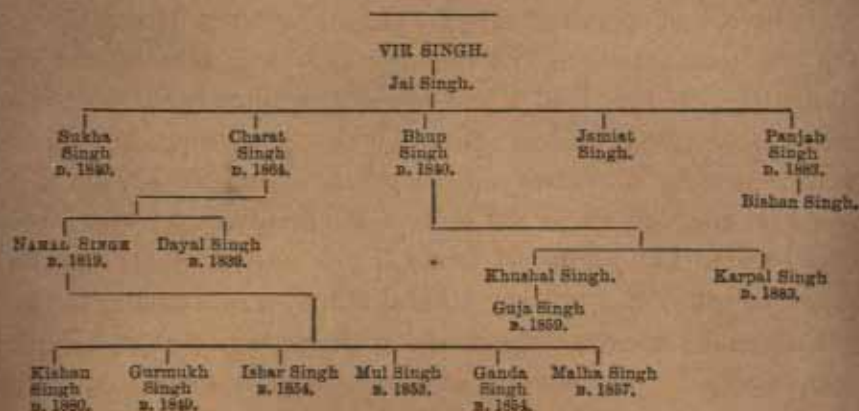 VIR SINGH.
Jai Singh.
Sukha
Singh
D. 1840.
Charat
Singh
D. 1864.
Bhup
Singh
D. 1840.
Jamiat
Singh.
Panjab
Singh
D. 1883.
Bishan Singh.
NAHAL SINGH
B. 1819.
Dayal Singh
B. 1839.
Khushal Singh.
Karpal Singh
B. 1883.
Guja Singh
B. 1859.
Kishan
Singh
B. 1880.
Gurmukh
Singh
B. 1849.
Ishar Singh
B. 1854.
Mul Singh
B. 1853.
Ganda
Singh
B. 1854.
Malha Singh
B. 1857.